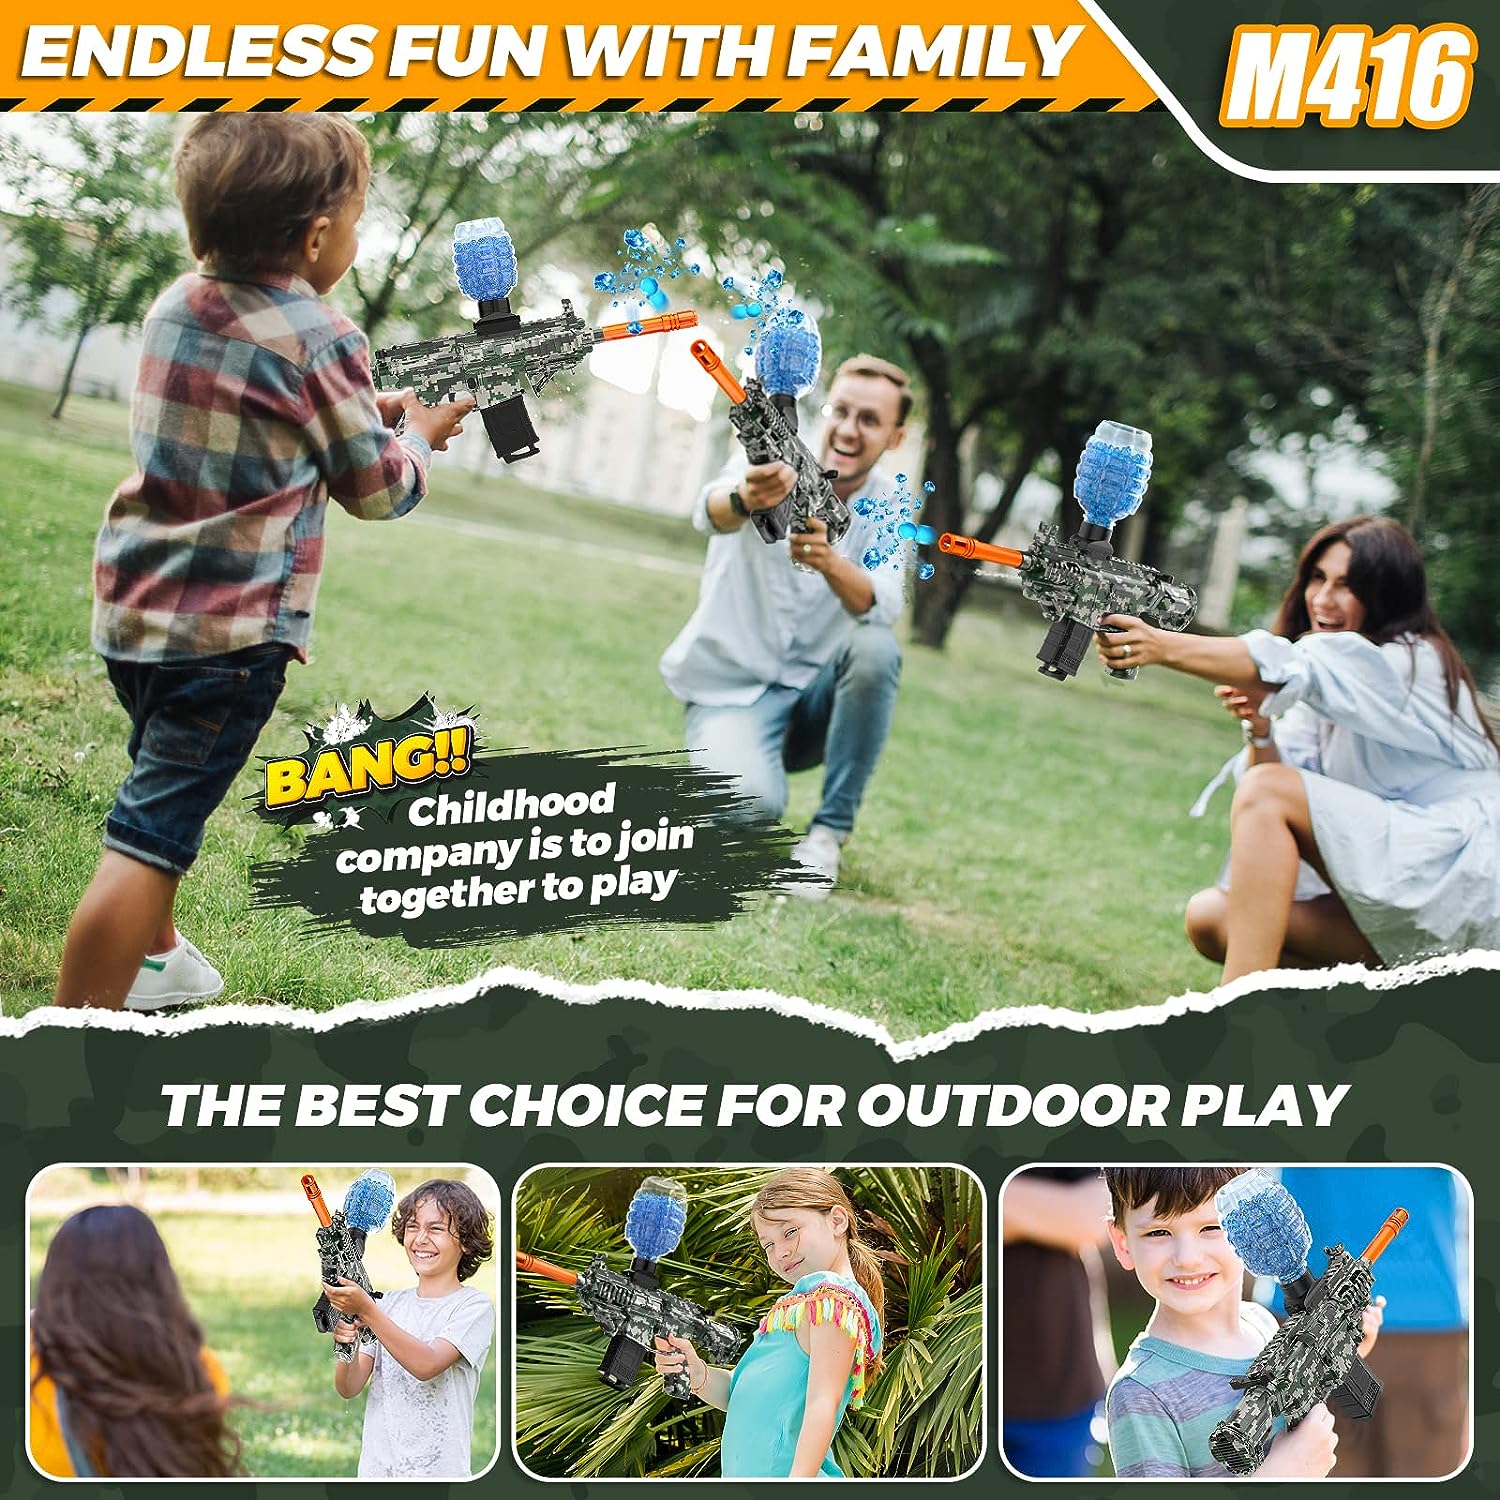 ENDLESS FUN WITH FAMILY
M416
BANG!!
Childhood
company is to join
together to play
THE BEST CHOICE FOR OUTDOOR PLAY